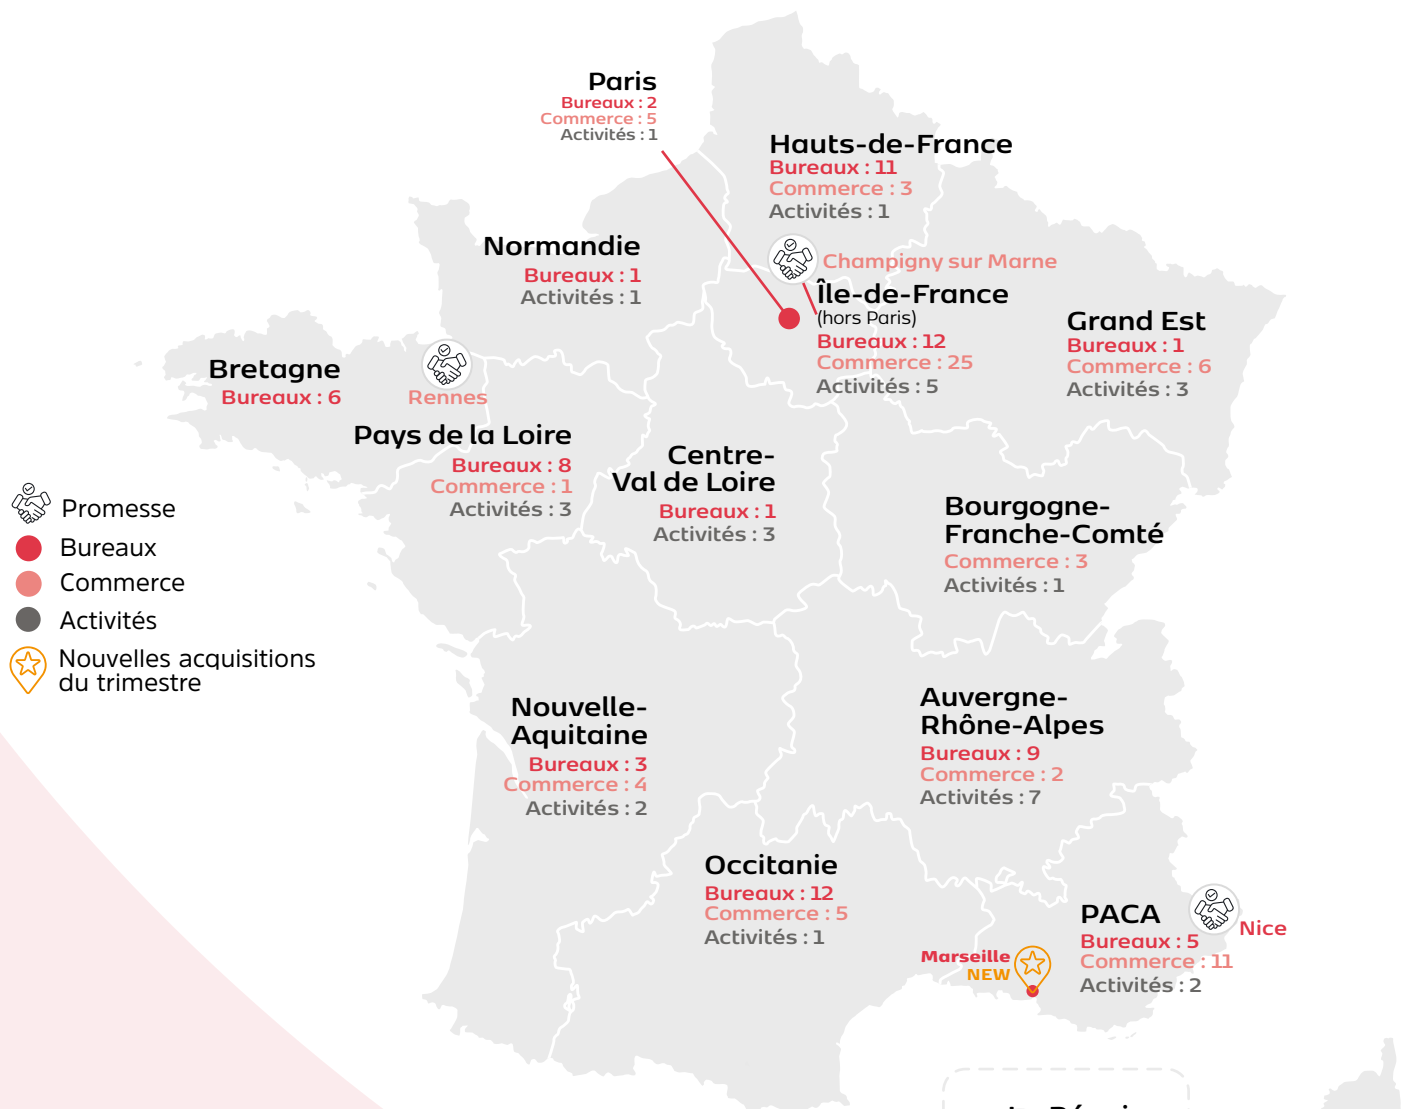 Paris
Bureaux : 2
Commerce : 5
Activités : 1
Hauts-de-France
Bureaux : 11
Commerce : 3
Activités : 1
Normandie
Bureaux : 1
Activités : 1
Champigny sur Marne
Île-de-France
(hors Paris)
Bureaux : 12
Commerce : 25
Activités : 5
Grand Est
Bureaux : 1
Commerce : 6
Activités : 3
Bretagne
Bureaux : 6
Rennes
Pays de la Loire
Bureaux : 8
Commerce : 1
Activités : 3
Centre-
Val de Loire
Bureaux : 1
Activités : 3
Bourgogne-
Franche-Comté
Commerce : 3
Activités : 1
Promesse
Bureaux
Commerce
Activités
Nouvelles acquisitions
du trimestre
Nouvelle-
Aquitaine
Bureaux : 3
Commerce : 4
Activités : 2
Auvergne-
Rhône-Alpes
Bureaux : 9
Commerce : 2
Activités : 7
Occitanie
Bureaux : 12
Commerce : 5
Activités : 1
PACA
Bureaux : 5
Commerce : 11
Activités : 2
Nice
Marseille
NEW